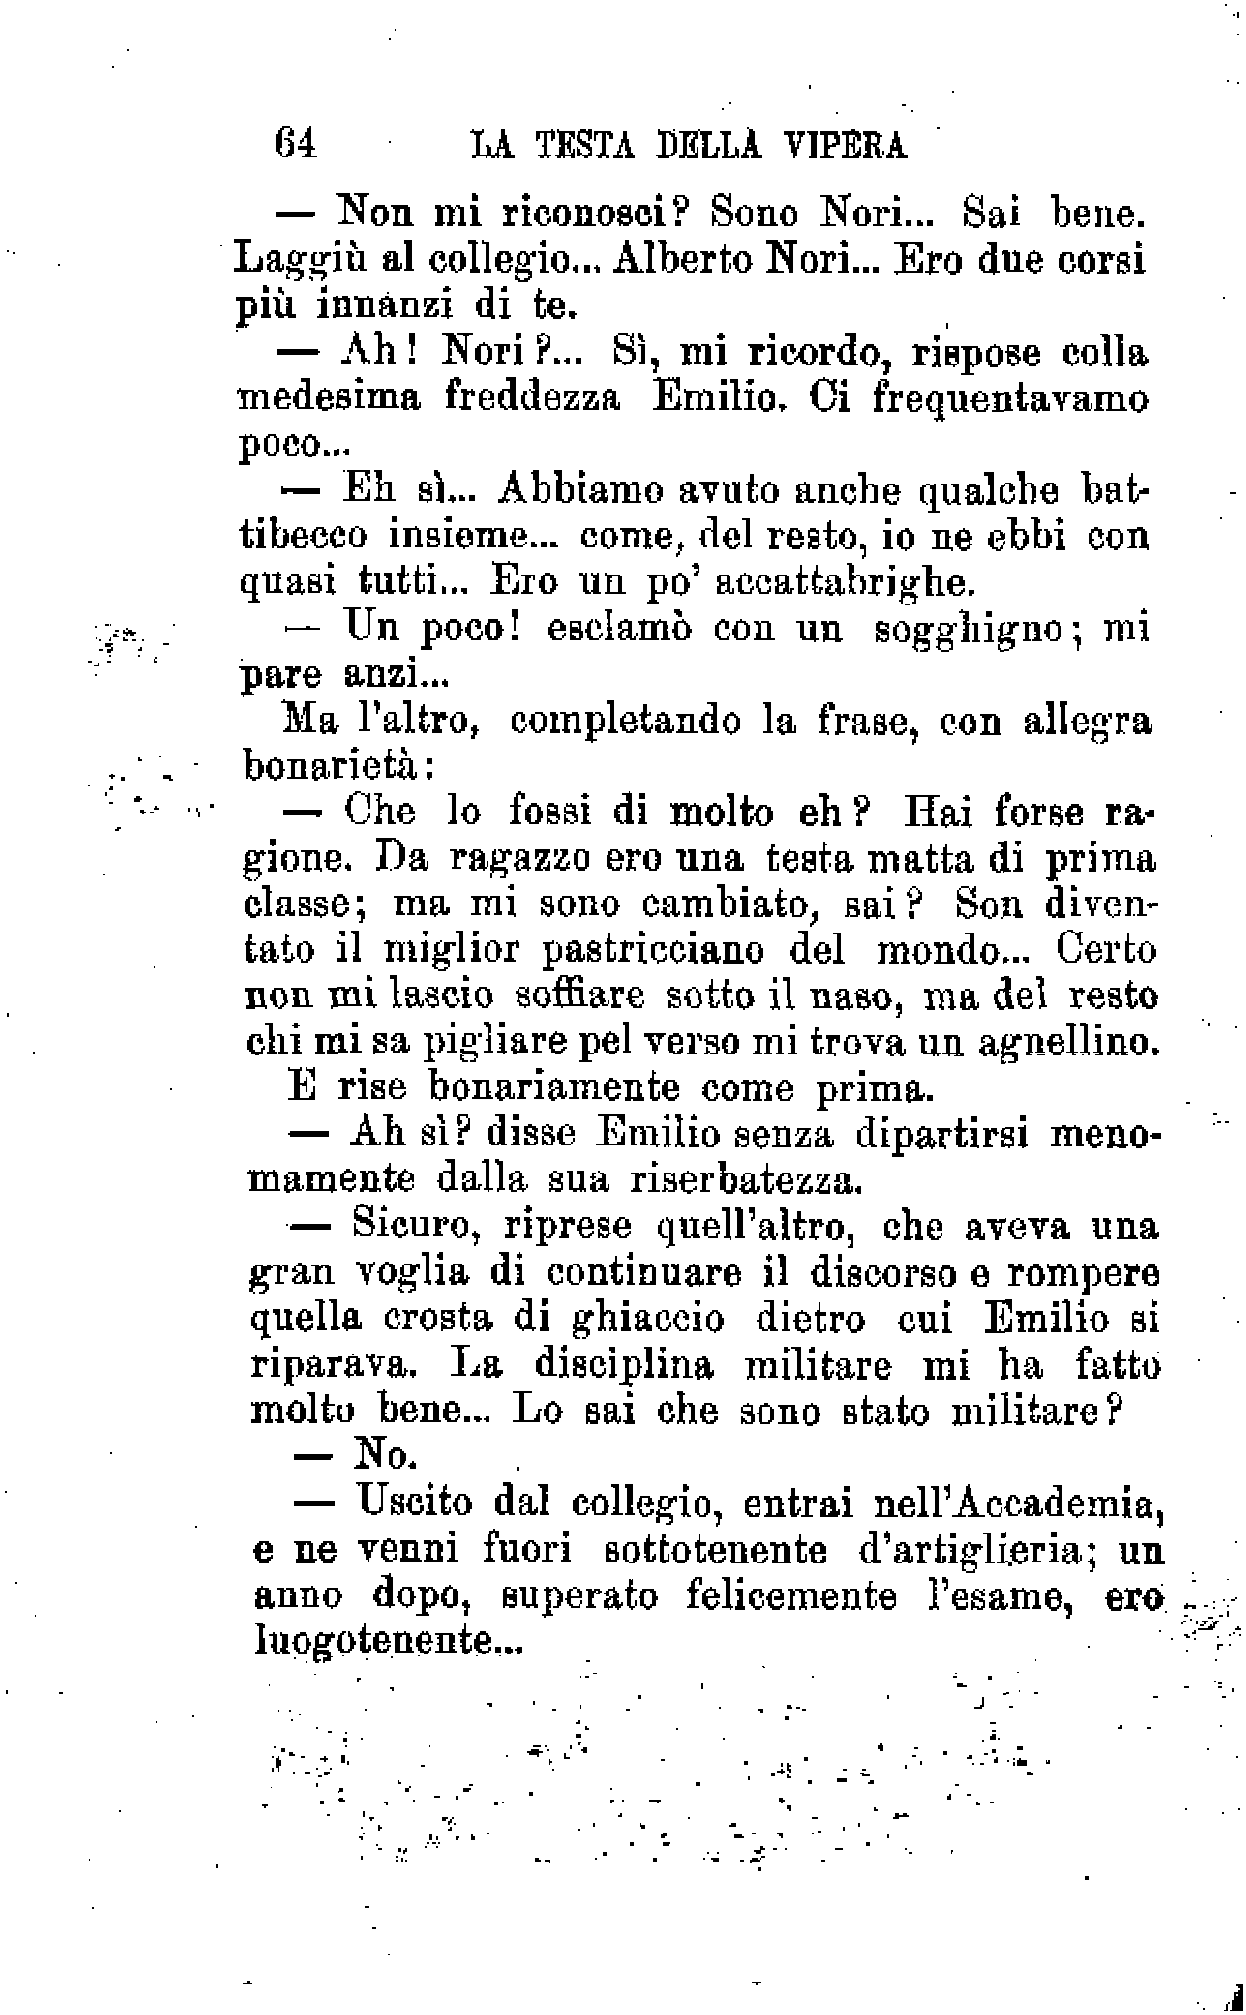 64 LA TESTA DELLA VIPERA
— Non mi riconosci? Sono Nori... Sai bene.
Laggiù al collegio... Alberto Nori... Ero due corsi
più innanzi di te.
— Ah! Nori?... Sì, mi ricordo, rispose colla
medesima freddezza Emilio. Ci frequentavamo
poco...
— Eh sì... Abbiamo avuto anche qualche bat-
tibecco insieme... come, del resto, io ne ebbi con
quasi tutti... Ero un po' accattabrighe.
— Un poco! esclamò con un sogghigno; mi
pare anzi...
Ma l'altro, completando la frase, con allegra
bonarietà:
— Che lo fossi di molto eh? Hai forse ra-
gione. Da ragazzo ero una testa matta di prima
classe; ma mi sono cambiato, sai? Son diven-
tato il miglior pastricciano del mondo... Certo
non mi lascio soffiare sotto il naso, ma del resto
chi mi sa pigliare pel verso mi trova un agnellino.
E rise bonariamente come prima.
— Ah sì? disse Emilio senza dipartirsi meno-
mamente dalla sua riserbatezza.
— Sicuro, riprese quell'altro, che aveva una
gran voglia di continuare il discorso e rompere
quella crosta di ghiaccio dietro cui Emilio si
riparava. La disciplina militare mi ha fatto
molto bene... Lo sai che sono stato militare?
— No.
— Uscito dal collegio, entrai nell'Accademia,
e ne venni fuori sottotenente d'artiglieria; un
anno dopo, superato felicemente l'esame, ero
luogotenente...